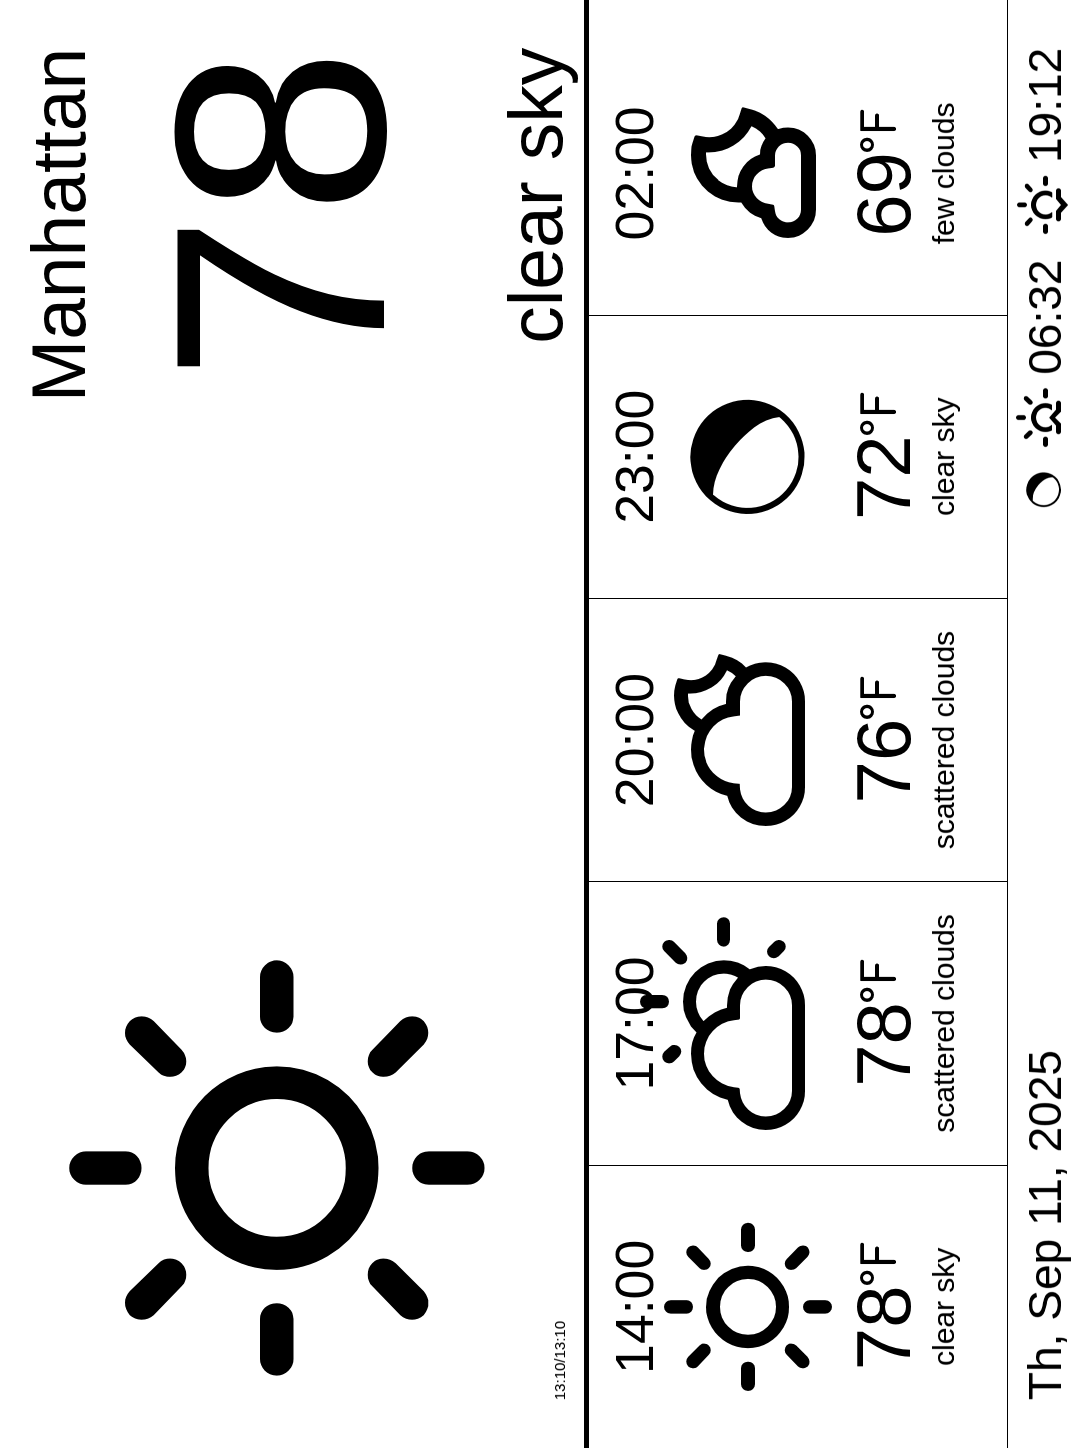 Manhattan
78
clear sky
13:10/13:10
14:00 17:00 20:00 23:00 02:00
78°F 78°F 76°F 72°F 69°F
clear sky scattered clouds scattered clouds clear sky few clouds
Th, Sep 11, 2025 06:32 19:12